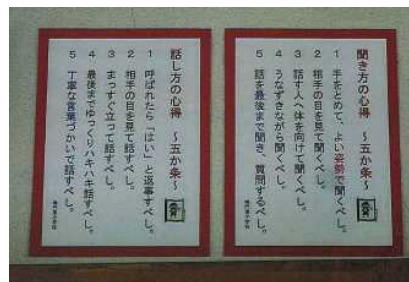 聞き方の心得 ～五か条～
1 手をとめて、よい姿勢で聞くべし。
2 相手の目を見て聞くべし。
3 話す人へ体を向けて聞くべし。
4 うなずきながら聞くべし。
5 話を最後まで聞き、質問するべし。
話し方の心得 ～五か条～
1 呼ばれたら「はい」と返事すべし。
2 相手の目を見て話すべし。
3 まっすぐ立って話すべし。
4 最後までゆっくりハキハキ話すべし。
5 丁寧な言葉づかいで話すべし。